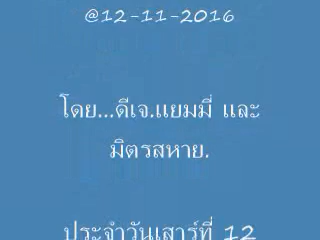 @12-11-2016
โดย...ดีเจ.แยมมี่ และ
มิตรสหาย.
ประจำวันเสาร์ที่ 12